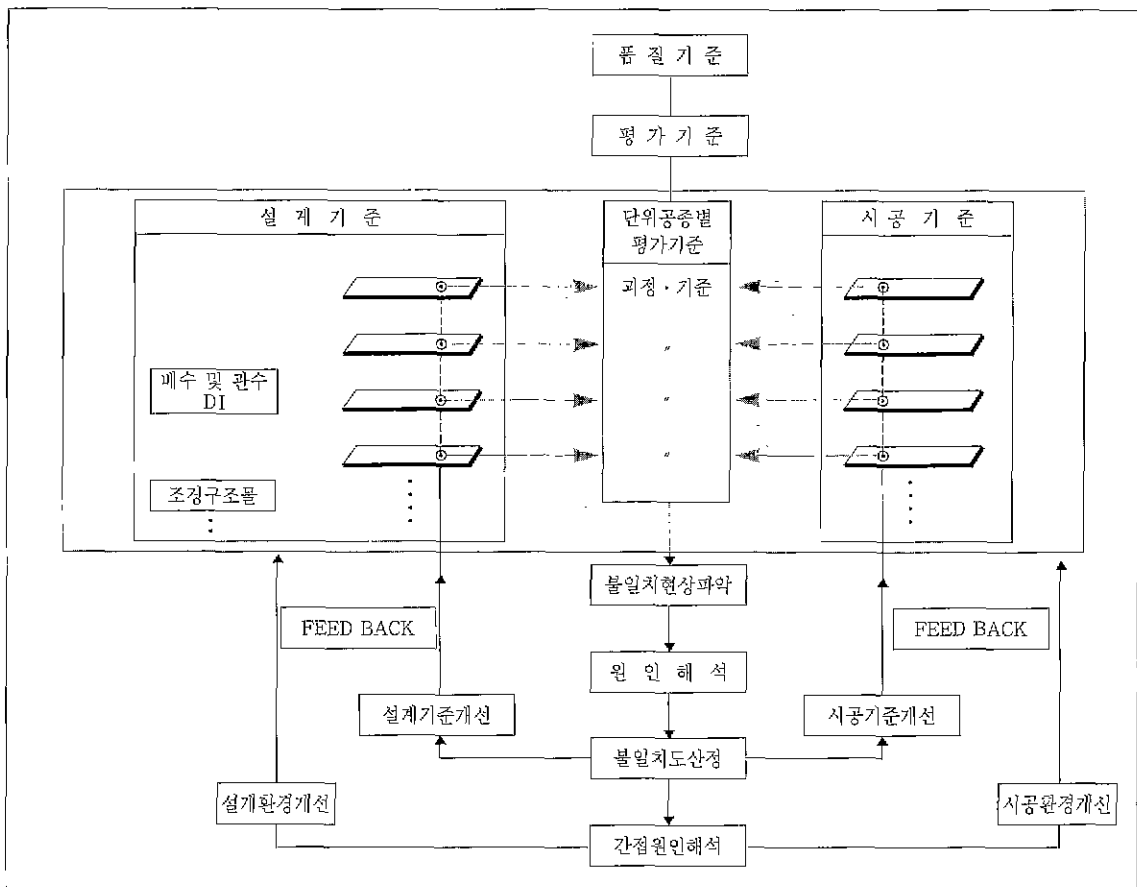 품 질 기 준
평 가 기 준
설 계 기 준
단위공종별
평가기준
시 공 기 준
과정 · 기준
〃
배수 및 관수
DI
〃
〃
조경구조물
불일치현상파악
FEED BACK
FEED BACK
원 인 해 석
설계기준개선
시공기준개선
불일치도산정
설계환경개선
시공환경개선
간접원인해석